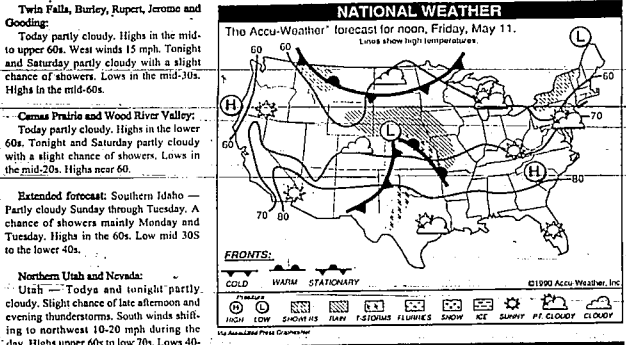 Twin Falls, Burley, Rupert, Jerome and
Gooding:
Today partly cloudy. Highs in the mid-
to upper 60s. West winds 15 mph. Tonight
and Saturday partly cloudy with a slight
chance of showers. Lows in the mid-30s.
Highs in the mid-60s.
Camas Prairie and Wood River Valley:
Today partly cloudy. Highs in the lower
60s. Tonight and Saturday partly cloudy
with a slight chance of showers. Lows in
the mid-20s. Highs near 60.
Extended forecast: Southern Idaho —
Partly cloudy Sunday through Tuesday. A
chance of showers mainly Monday and
Tuesday. Highs in the 60s. Low mid 30S
to the lower 40s.
Northern Utah and Nevada:
Utah — Todya and tonight partly
cloudy. Slight chance of late afternoon and
evening thunderstorms. South winds shift-
ing to northwest 10-20 mph during the
day. Highs upper 60s to low 70s. Lows 40-
NATIONAL WEATHER
The Accu-Weather® forecast for noon, Friday, May 11.
Lines show high temperatures.
60
60
L
60
H
70
L
60
H
80
70
80
FRONTS:
COLD WARM STATIONARY
©1990 Accu-Weather, Inc.
Pressure
H L
HIGH LOW SHOWERS RAIN T-STORMS FLURRIES SNOW ICE SUNNY PT. CLOUDY CLOUDY
Via Associated Press GraphicsNet